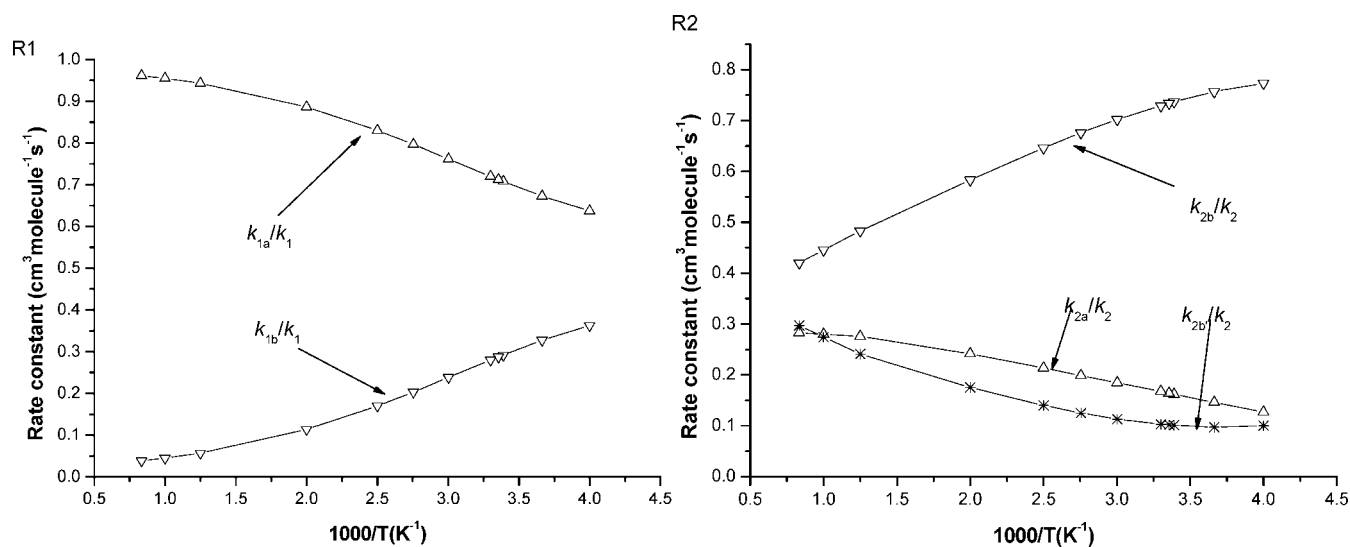 R1
Rate constant (cm³molecule⁻¹s⁻¹)
1.0
0.9
0.8
0.7
0.6
0.5
0.4
0.3
0.2
0.1
0.0
k₁ₐ/k₁
k₁b/k₁
0.5 1.0 1.5 2.0 2.5 3.0 3.5 4.0 4.5
1000/T(K⁻¹)
R2
Rate constant (cm³molecule⁻¹s⁻¹)
0.8
0.7
0.6
0.5
0.4
0.3
0.2
0.1
0.0
k₂b/k₂
k₂ₐ/k₂
k₂b'/k₂
0.5 1.0 1.5 2.0 2.5 3.0 3.5 4.0 4.5
1000/T(K⁻¹)